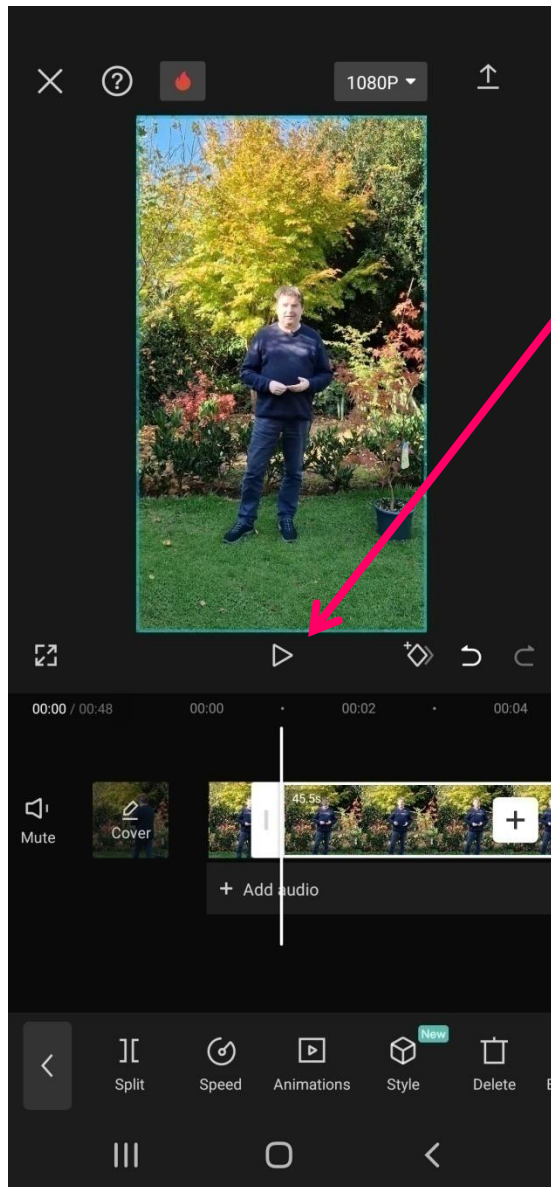 1080P
00:00 / 00:48 00:00 00:02 00:04
45.5s
Mute
Cover
+ Add audio
New
Split Speed Animations Style Delete